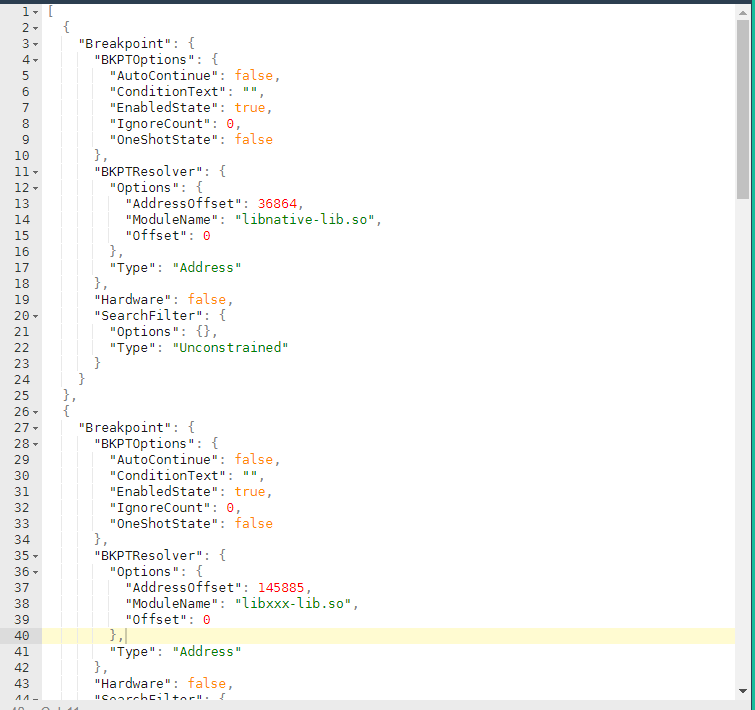 1 [
2 {
3 "Breakpoint": {
4 "BKPTOptions": {
5 "AutoContinue": false,
6 "ConditionText": "",
7 "EnabledState": true,
8 "IgnoreCount": 0,
9 "OneShotState": false
10 },
11 "BKPTResolver": {
12 "Options": {
13 "AddressOffset": 36864,
14 "ModuleName": "libnative-lib.so",
15 "Offset": 0
16 },
17 "Type": "Address"
18 },
19 "Hardware": false,
20 "SearchFilter": {
21 "Options": {},
22 "Type": "Unconstrained"
23 }
24 }
25 },
26 {
27 "Breakpoint": {
28 "BKPTOptions": {
29 "AutoContinue": false,
30 "ConditionText": "",
31 "EnabledState": true,
32 "IgnoreCount": 0,
33 "OneShotState": false
34 },
35 "BKPTResolver": {
36 "Options": {
37 "AddressOffset": 145885,
38 "ModuleName": "libxxx-lib.so",
39 "Offset": 0
40 },
41 "Type": "Address"
42 },
43 "Hardware": false,
44 "SearchFilter": {